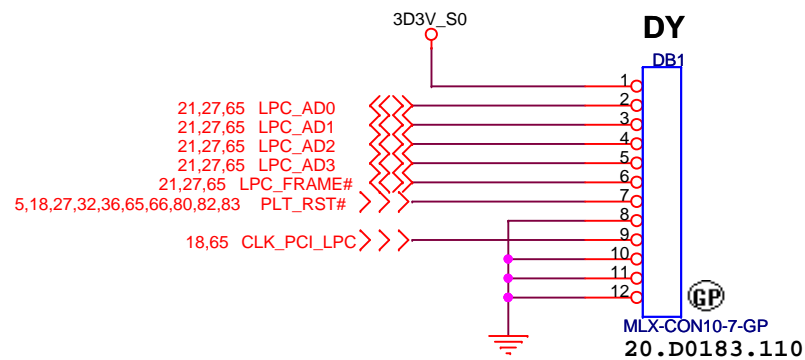 3D3V_S0
DY
DB1
1
21,27,65 LPC_AD0 2
21,27,65 LPC_AD1 3
21,27,65 LPC_AD2 4
21,27,65 LPC_AD3 5
21,27,65 LPC_FRAME# 6
5,18,27,32,36,65,66,80,82,83 PLT_RST# 7
8
18,65 CLK_PCI_LPC 9
10
11
12
GP
MLX-CON10-7-GP
20.D0183.110